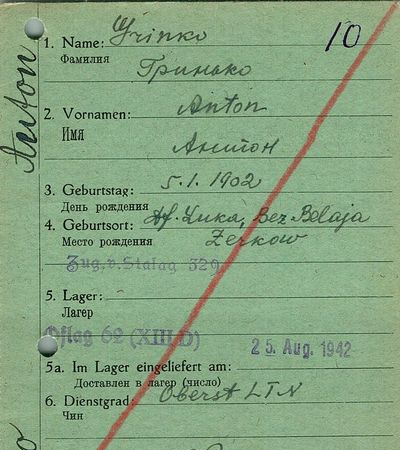 1. Name: Grinko
Фамилия
10
Гринько
Anton
2. Vornamen: Anton
Имя
Антон
3. Geburtstag: 5.1.1902
День рождения
4. Geburtsort: Df. Luka, Bez. Belaja
Место рождения
Zerkow
Zug. v. Stalag 329
5. Lager:
Лагер
Oflag 62 (XIII D)
25. Aug. 1942
5a. Im Lager eingeliefert am:
Доставлен в лагер (число)
6. Dienstgrad: Oberst LTN
Чин